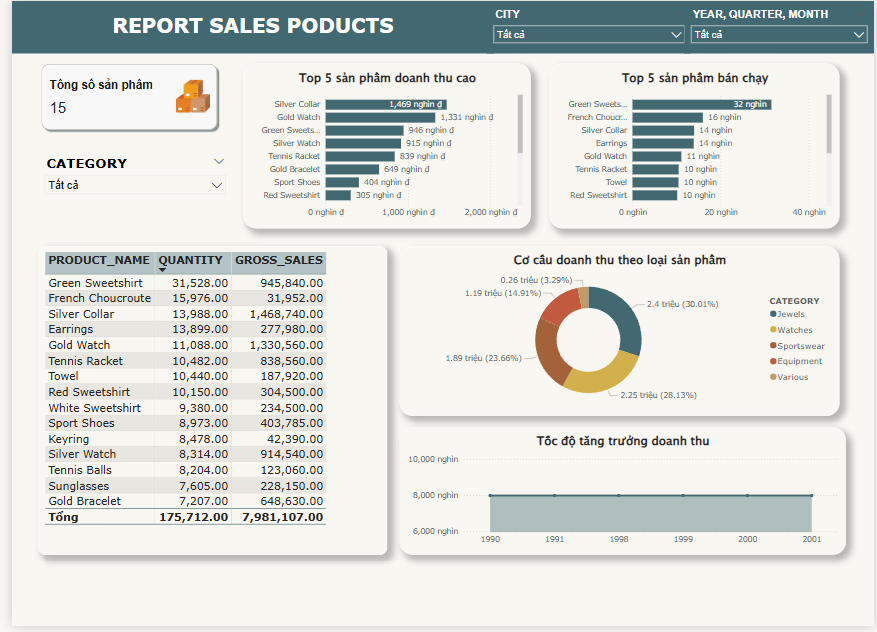 REPORT SALES PODUCTS
CITY
Tất cả
YEAR, QUARTER, MONTH
Tất cả
Tổng số sản phẩm
15
CATEGORY
Tất cả
Top 5 sản phẩm doanh thu cao
Silver Collar 1,469 nghìn ₫
Gold Watch 1,331 nghìn ₫
Green Sweets... 946 nghìn ₫
Silver Watch 915 nghìn ₫
Tennis Racket 839 nghìn ₫
Gold Bracelet 649 nghìn ₫
Sport Shoes 404 nghìn ₫
Red Sweetshirt 305 nghìn ₫
0 nghìn ₫ 1,000 nghìn ₫ 2,000 nghìn ₫
Top 5 sản phẩm bán chạy
Green Sweets... 32 nghìn
French Choucr... 16 nghìn
Silver Collar 14 nghìn
Earrings 14 nghìn
Gold Watch 11 nghìn
Tennis Racket 10 nghìn
Towel 10 nghìn
Red Sweetshirt 10 nghìn
0 nghìn 20 nghìn 40 nghìn
PRODUCT_NAME QUANTITY GROSS_SALES
Green Sweetshirt 31,528.00 945,840.00
French Choucroute 15,976.00 31,952.00
Silver Collar 13,988.00 1,468,740.00
Earrings 13,899.00 277,980.00
Gold Watch 11,088.00 1,330,560.00
Tennis Racket 10,482.00 838,560.00
Towel 10,440.00 187,920.00
Red Sweetshirt 10,150.00 304,500.00
White Sweetshirt 9,380.00 234,500.00
Sport Shoes 8,973.00 403,785.00
Keyring 8,478.00 42,390.00
Silver Watch 8,314.00 914,540.00
Tennis Balls 8,204.00 123,060.00
Sunglasses 7,605.00 228,150.00
Gold Bracelet 7,207.00 648,630.00
Tổng 175,712.00 7,981,107.00
Cơ cấu doanh thu theo loại sản phẩm
0.26 triệu (3.29%)
1.19 triệu (14.91%)
2.4 triệu (30.01%)
1.89 triệu (23.66%)
2.25 triệu (28.13%)
CATEGORY
Jewels
Watches
Sportswear
Equipment
Various
Tốc độ tăng trưởng doanh thu
10,000 nghìn
8,000 nghìn
6,000 nghìn
1990 1991 1998 1999 2000 2001